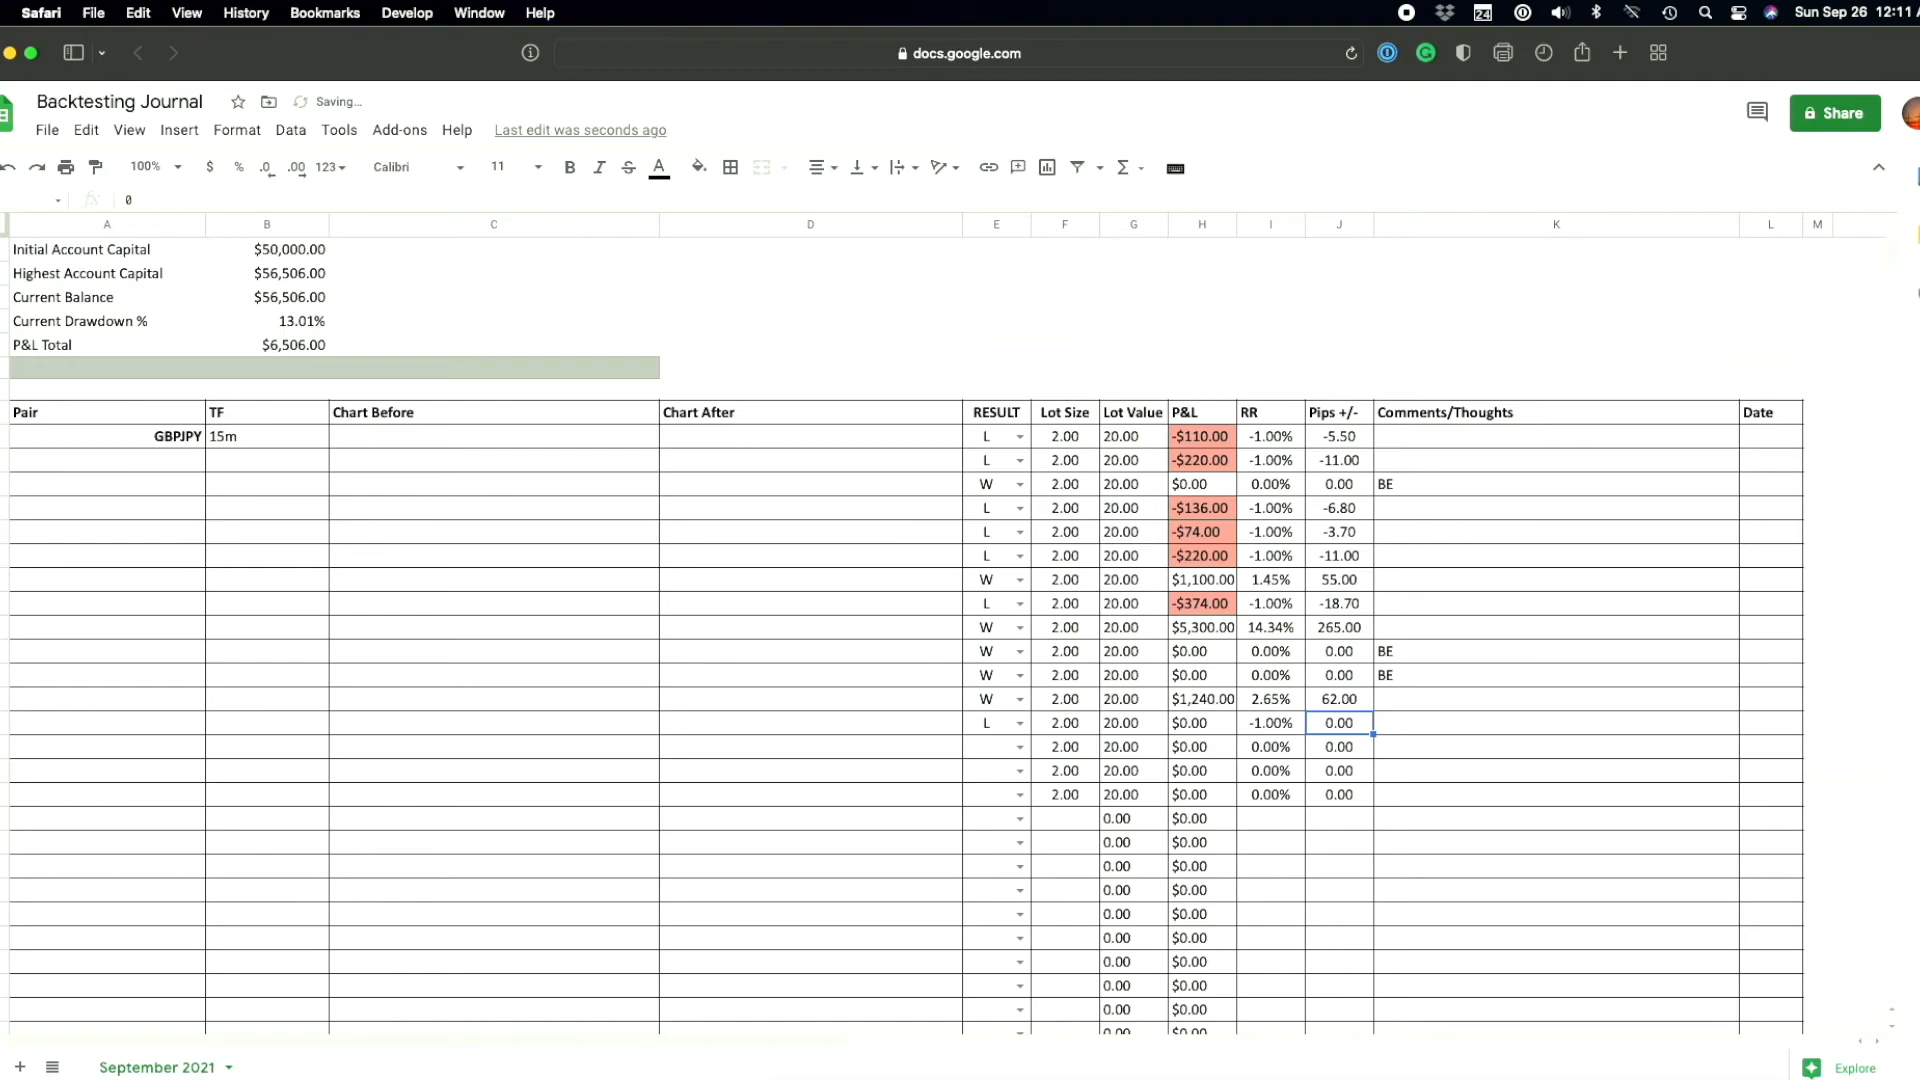 Safari File Edit View History Bookmarks Develop Window Help 24 Sun Sep 26 12:11
docs.google.com
Backtesting Journal Saving...
Share
File Edit View Insert Format Data Tools Add-ons Help Last edit was seconds ago
100% $ % .0 .00 123 Calibri 11 B I S A
fx 0
A B C D E F G H I J K L M
Initial Account Capital $50,000.00
Highest Account Capital $56,506.00
Current Balance $56,506.00
Current Drawdown % 13.01%
P&L Total $6,506.00
Pair TF Chart Before Chart After RESULT Lot Size Lot Value P&L RR Pips +/- Comments/Thoughts Date
GBPJPY 15m L 2.00 20.00 -$110.00 -1.00% -5.50
L 2.00 20.00 -$220.00 -1.00% -11.00
W 2.00 20.00 $0.00 0.00% 0.00 BE
L 2.00 20.00 -$136.00 -1.00% -6.80
L 2.00 20.00 -$74.00 -1.00% -3.70
L 2.00 20.00 -$220.00 -1.00% -11.00
W 2.00 20.00 $1,100.00 1.45% 55.00
L 2.00 20.00 -$374.00 -1.00% -18.70
W 2.00 20.00 $5,300.00 14.34% 265.00
W 2.00 20.00 $0.00 0.00% 0.00 BE
W 2.00 20.00 $0.00 0.00% 0.00 BE
W 2.00 20.00 $1,240.00 2.65% 62.00
L 2.00 20.00 $0.00 -1.00% 0.00
2.00 20.00 $0.00 0.00% 0.00
2.00 20.00 $0.00 0.00% 0.00
2.00 20.00 $0.00 0.00% 0.00
0.00 $0.00
0.00 $0.00
0.00 $0.00
0.00 $0.00
0.00 $0.00
0.00 $0.00
0.00 $0.00
0.00 $0.00
0.00 $0.00
0.00 $0.00
September 2021 Explore